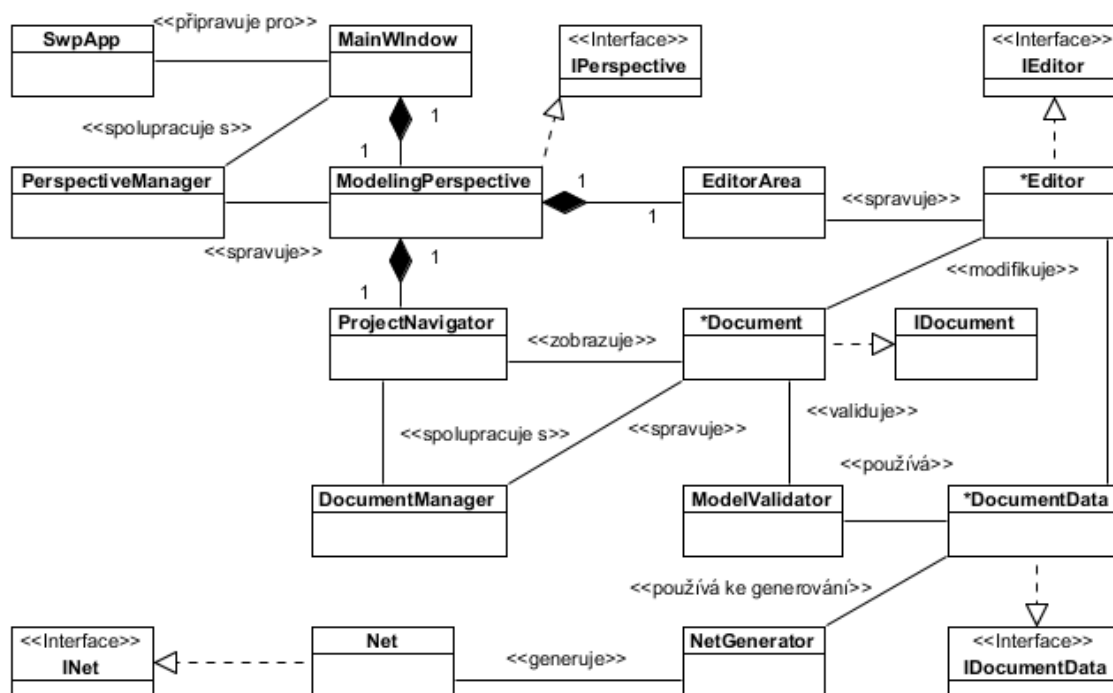 <<připravuje pro>>
SwpApp
MainWIndow
<<Interface>>
IPerspective
<<Interface>>
IEditor
1
<<spolupracuje s>>
1
PerspectiveManager
ModelingPerspective
1
EditorArea
*Editor
<<spravuje>>
1
<<spravuje>>
1
<<modifikuje>>
1
ProjectNavigator
*Document
IDocument
<<zobrazuje>>
<<validuje>>
<<spolupracuje s>>
<<spravuje>>
<<používá>>
DocumentManager
ModelValidator
*DocumentData
<<používá ke generování>>
<<Interface>>
INet
Net
<<generuje>>
NetGenerator
<<Interface>>
IDocumentData